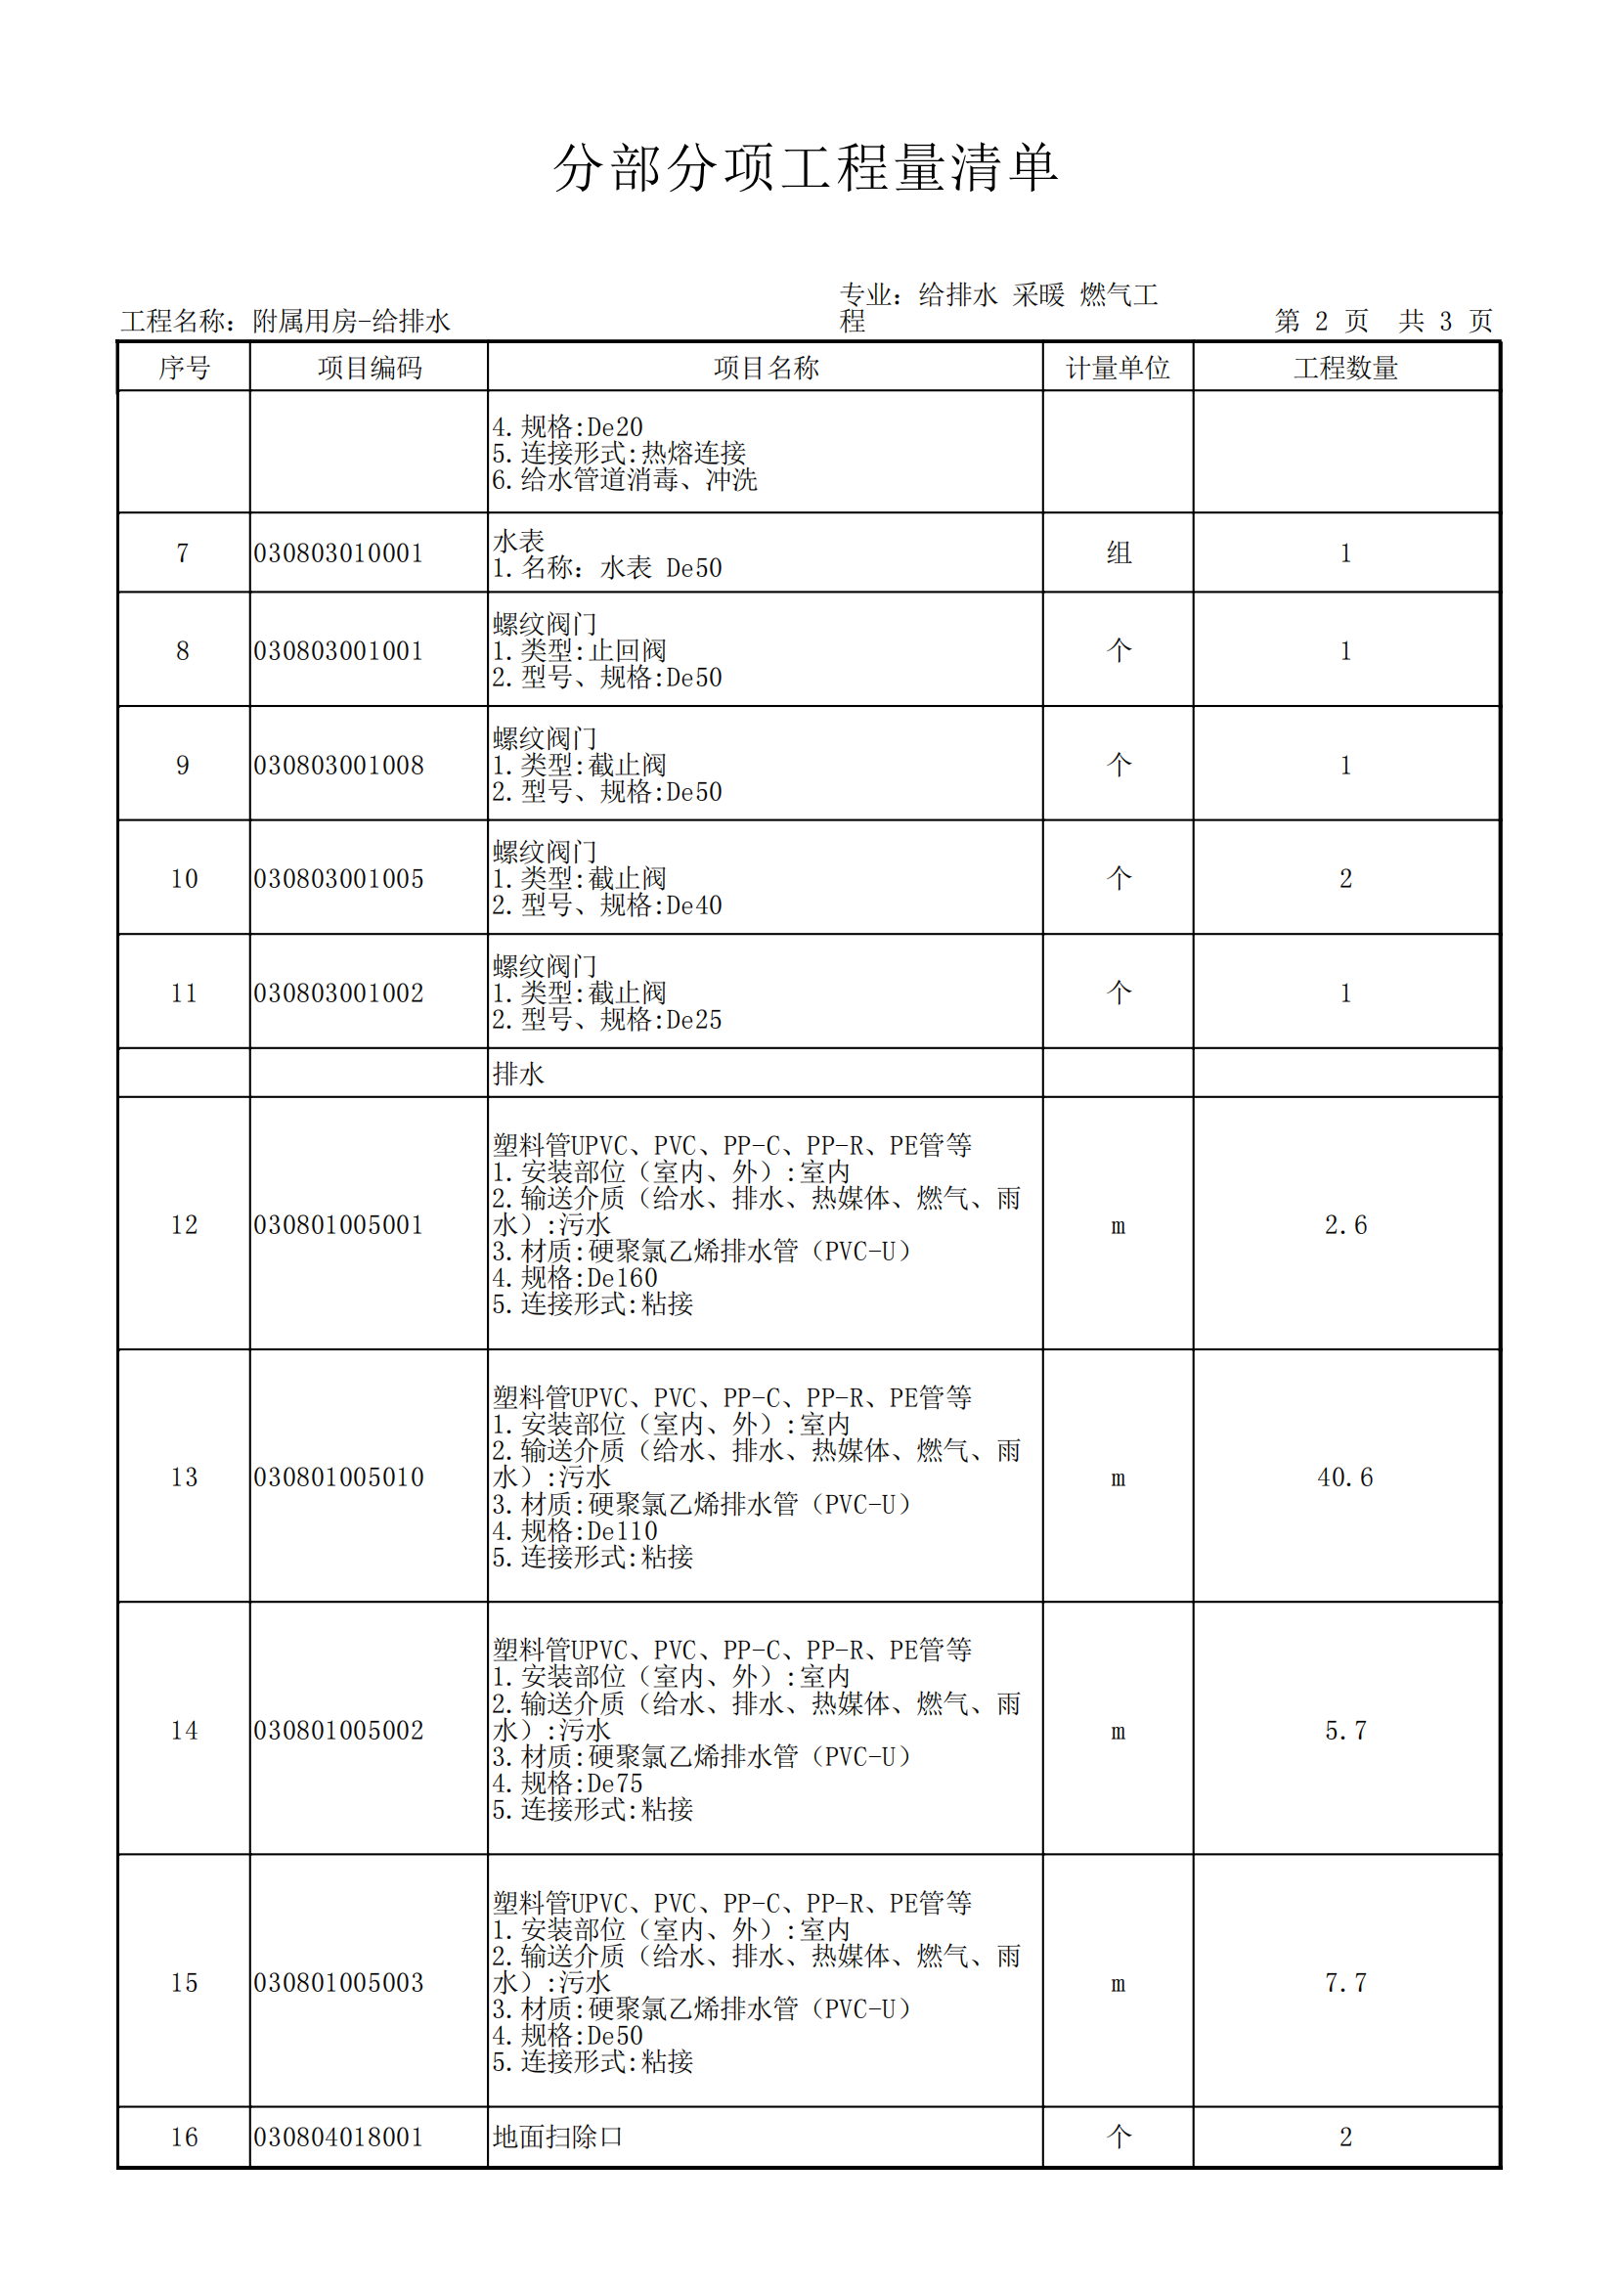 分部分项工程量清单
专业：给排水 采暖 燃气工
工程名称：附属用房-给排水 程 第 2 页 共 3 页
序号 项目编码 项目名称 计量单位 工程数量
4.规格:De20
5.连接形式:热熔连接
6.给水管道消毒、冲洗
7 030803010001 水表 组 1
1.名称：水表 De50
螺纹阀门
8 030803001001 1.类型:止回阀 个 1
2.型号、规格:De50
螺纹阀门
9 030803001008 1.类型:截止阀 个 1
2.型号、规格:De50
螺纹阀门
10 030803001005 1.类型:截止阀 个 2
2.型号、规格:De40
螺纹阀门
11 030803001002 1.类型:截止阀 个 1
2.型号、规格:De25
排水
塑料管UPVC、PVC、PP-C、PP-R、PE管等
1.安装部位（室内、外）:室内
2.输送介质（给水、排水、热媒体、燃气、雨
12 030801005001 水）:污水 m 2.6
3.材质:硬聚氯乙烯排水管（PVC-U）
4.规格:De160
5.连接形式:粘接
塑料管UPVC、PVC、PP-C、PP-R、PE管等
1.安装部位（室内、外）:室内
2.输送介质（给水、排水、热媒体、燃气、雨
13 030801005010 水）:污水 m 40.6
3.材质:硬聚氯乙烯排水管（PVC-U）
4.规格:De110
5.连接形式:粘接
塑料管UPVC、PVC、PP-C、PP-R、PE管等
1.安装部位（室内、外）:室内
2.输送介质（给水、排水、热媒体、燃气、雨
14 030801005002 水）:污水 m 5.7
3.材质:硬聚氯乙烯排水管（PVC-U）
4.规格:De75
5.连接形式:粘接
塑料管UPVC、PVC、PP-C、PP-R、PE管等
1.安装部位（室内、外）:室内
2.输送介质（给水、排水、热媒体、燃气、雨
15 030801005003 水）:污水 m 7.7
3.材质:硬聚氯乙烯排水管（PVC-U）
4.规格:De50
5.连接形式:粘接
16 030804018001 地面扫除口 个 2